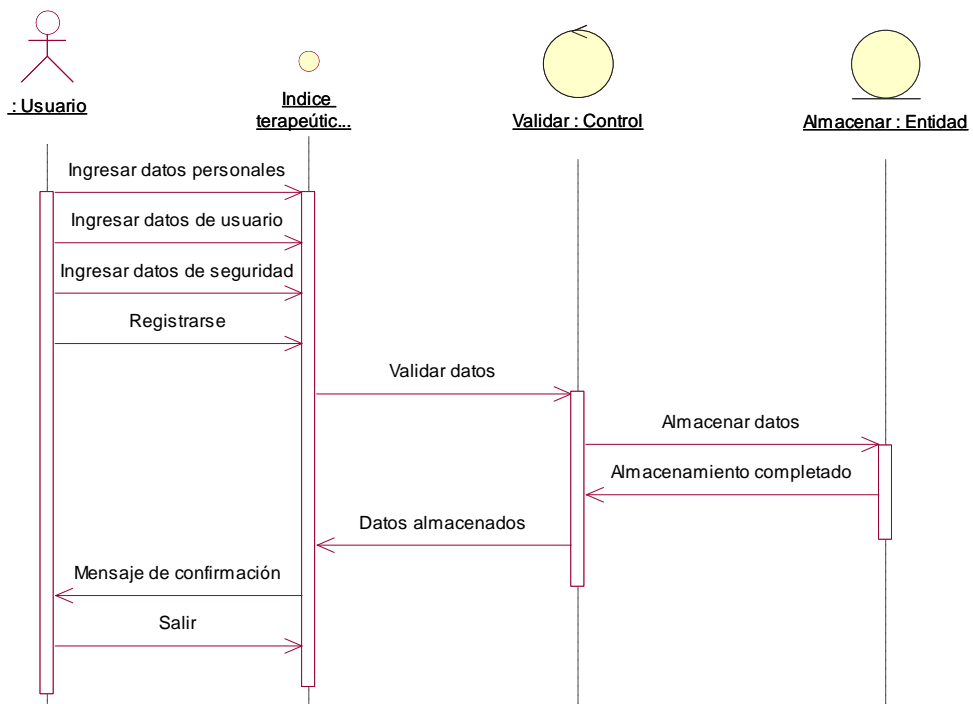 : Usuario
Indice
terapeútic...
Validar : Control
Almacenar : Entidad
Ingresar datos personales
Ingresar datos de usuario
Ingresar datos de seguridad
Registrarse
Validar datos
Almacenar datos
Almacenamiento completado
Datos almacenados
Mensaje de confirmación
Salir